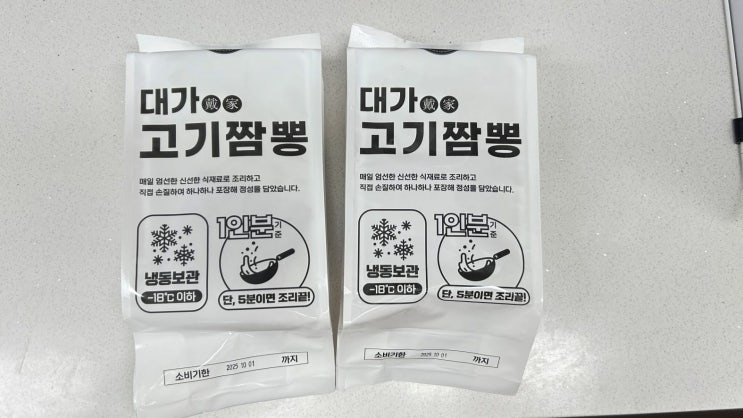 대가 戴家
고기짬뽕
매일 엄선한 신선한 식재료로 조리하고
직접 손질하여 하나하나 포장해 정성을 담았습니다.
냉동보관
-18℃ 이하
1인분 기준
단, 5분이면 조리끝!
소비기한 2025 10 01 까지
대가 戴家
고기짬뽕
매일 엄선한 신선한 식재료로 조리하고
직접 손질하여 하나하나 포장해 정성을 담았습니다.
냉동보관
-18℃ 이하
1인분 기준
단, 5분이면 조리끝!
소비기한 2025 10 01 까지